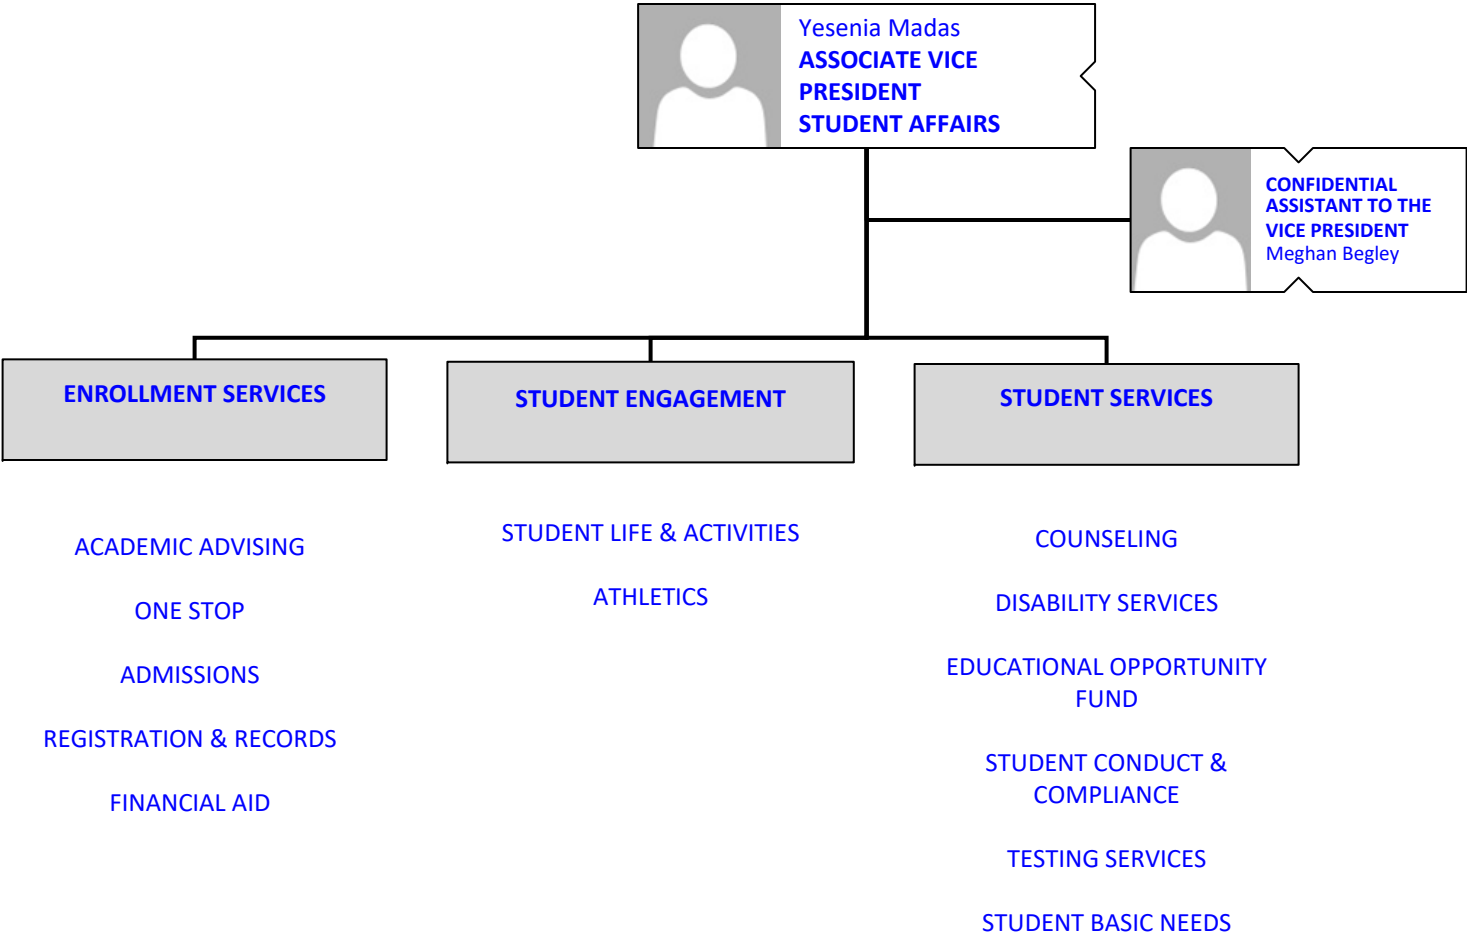 Yesenia Madas
ASSOCIATE VICE
PRESIDENT
STUDENT AFFAIRS
CONFIDENTIAL
ASSISTANT TO THE
VICE PRESIDENT
Meghan Begley
ENROLLMENT SERVICES
ACADEMIC ADVISING
ONE STOP
ADMISSIONS
REGISTRATION & RECORDS
FINANCIAL AID
STUDENT ENGAGEMENT
STUDENT LIFE & ACTIVITIES
ATHLETICS
STUDENT SERVICES
COUNSELING
DISABILITY SERVICES
EDUCATIONAL OPPORTUNITY
FUND
STUDENT CONDUCT &
COMPLIANCE
TESTING SERVICES
STUDENT BASIC NEEDS